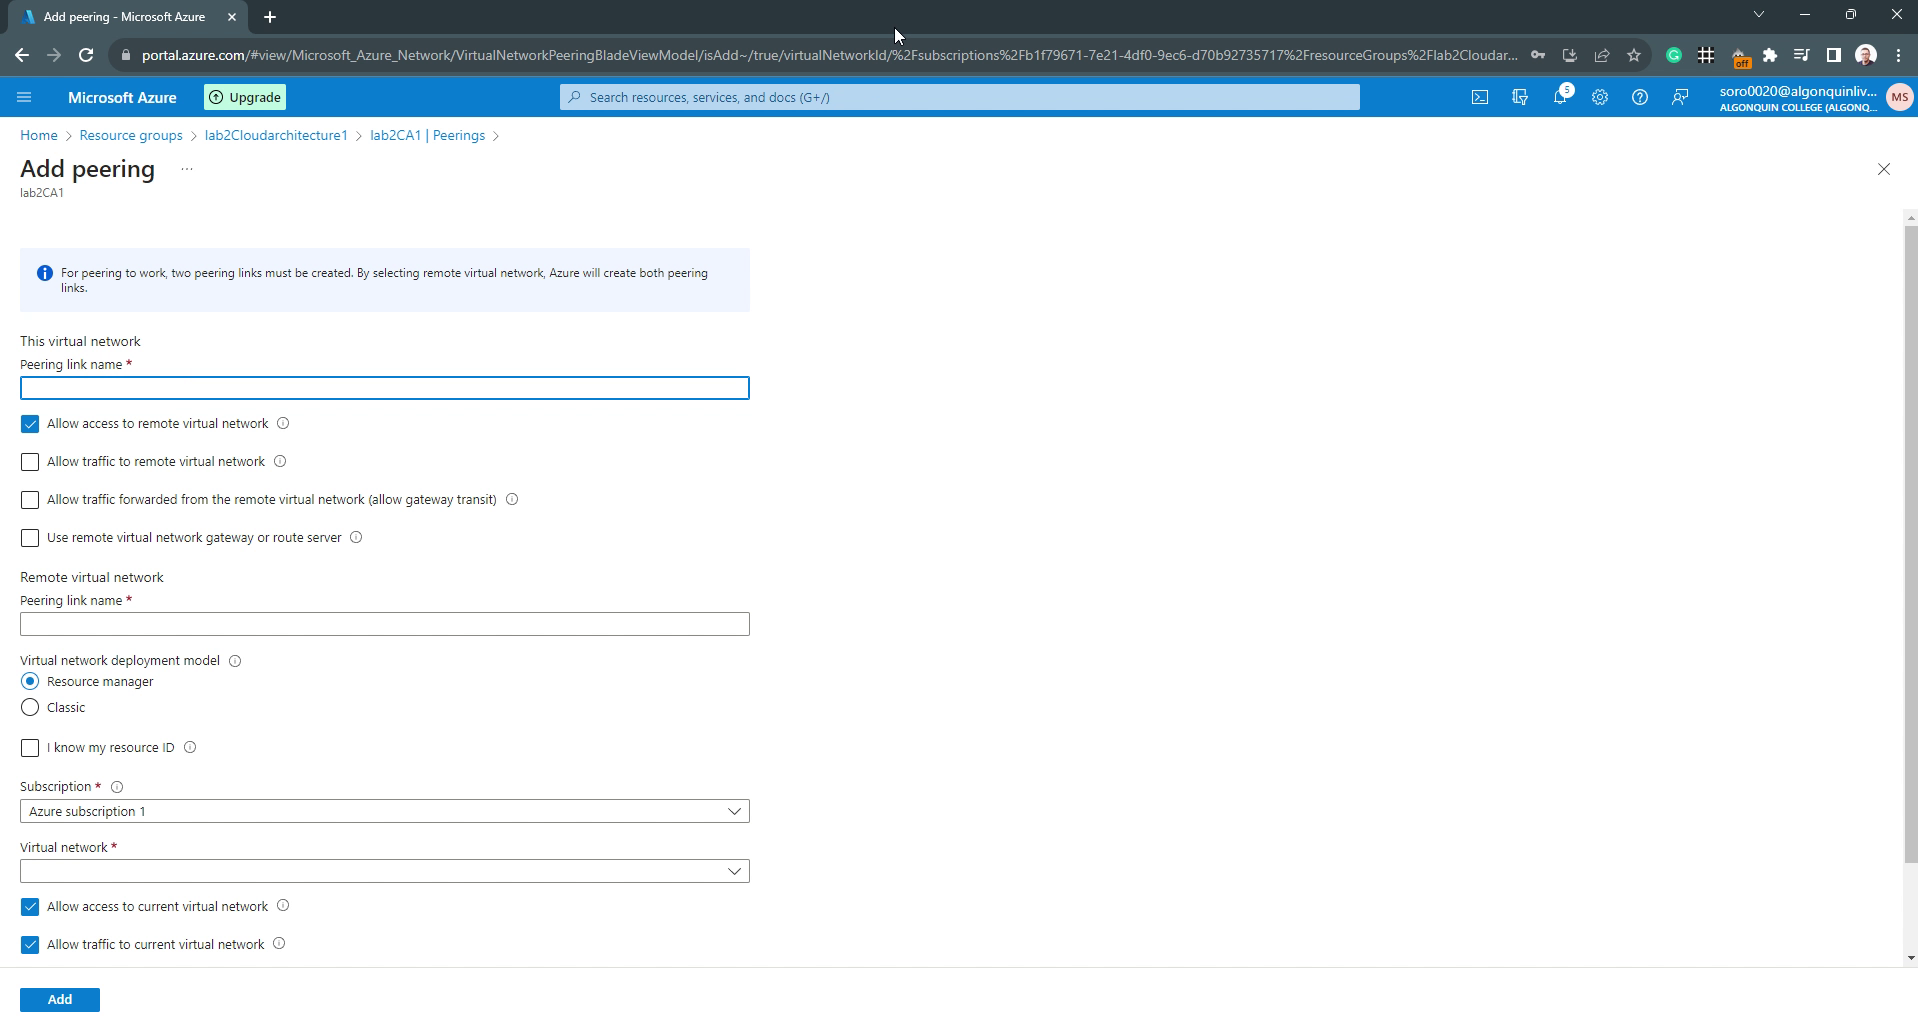 Add peering - Microsoft Azure
portal.azure.com/#view/Microsoft_Azure_Network/VirtualNetworkPeeringBladeViewModel/isAdd~/true/virtualNetworkId/%2Fsubscriptions%2Fb1f79671-7e21-4df0-9ec6-d70b92735717%2FresourceGroups%2Flab2Cloudar...
off
Microsoft Azure
Upgrade
Search resources, services, and docs (G+/)
5
soro0020@algonquinliv...
ALGONQUIN COLLEGE (ALGONQ...
MS
Home > Resource groups > lab2Cloudarchitecture1 > lab2CA1 | Peerings >
Add peering ...
lab2CA1
For peering to work, two peering links must be created. By selecting remote virtual network, Azure will create both peering
links.
This virtual network
Peering link name *
Allow access to remote virtual network
Allow traffic to remote virtual network
Allow traffic forwarded from the remote virtual network (allow gateway transit)
Use remote virtual network gateway or route server
Remote virtual network
Peering link name *
Virtual network deployment model
Resource manager
Classic
I know my resource ID
Subscription *
Azure subscription 1
Virtual network *
Allow access to current virtual network
Allow traffic to current virtual network
Add